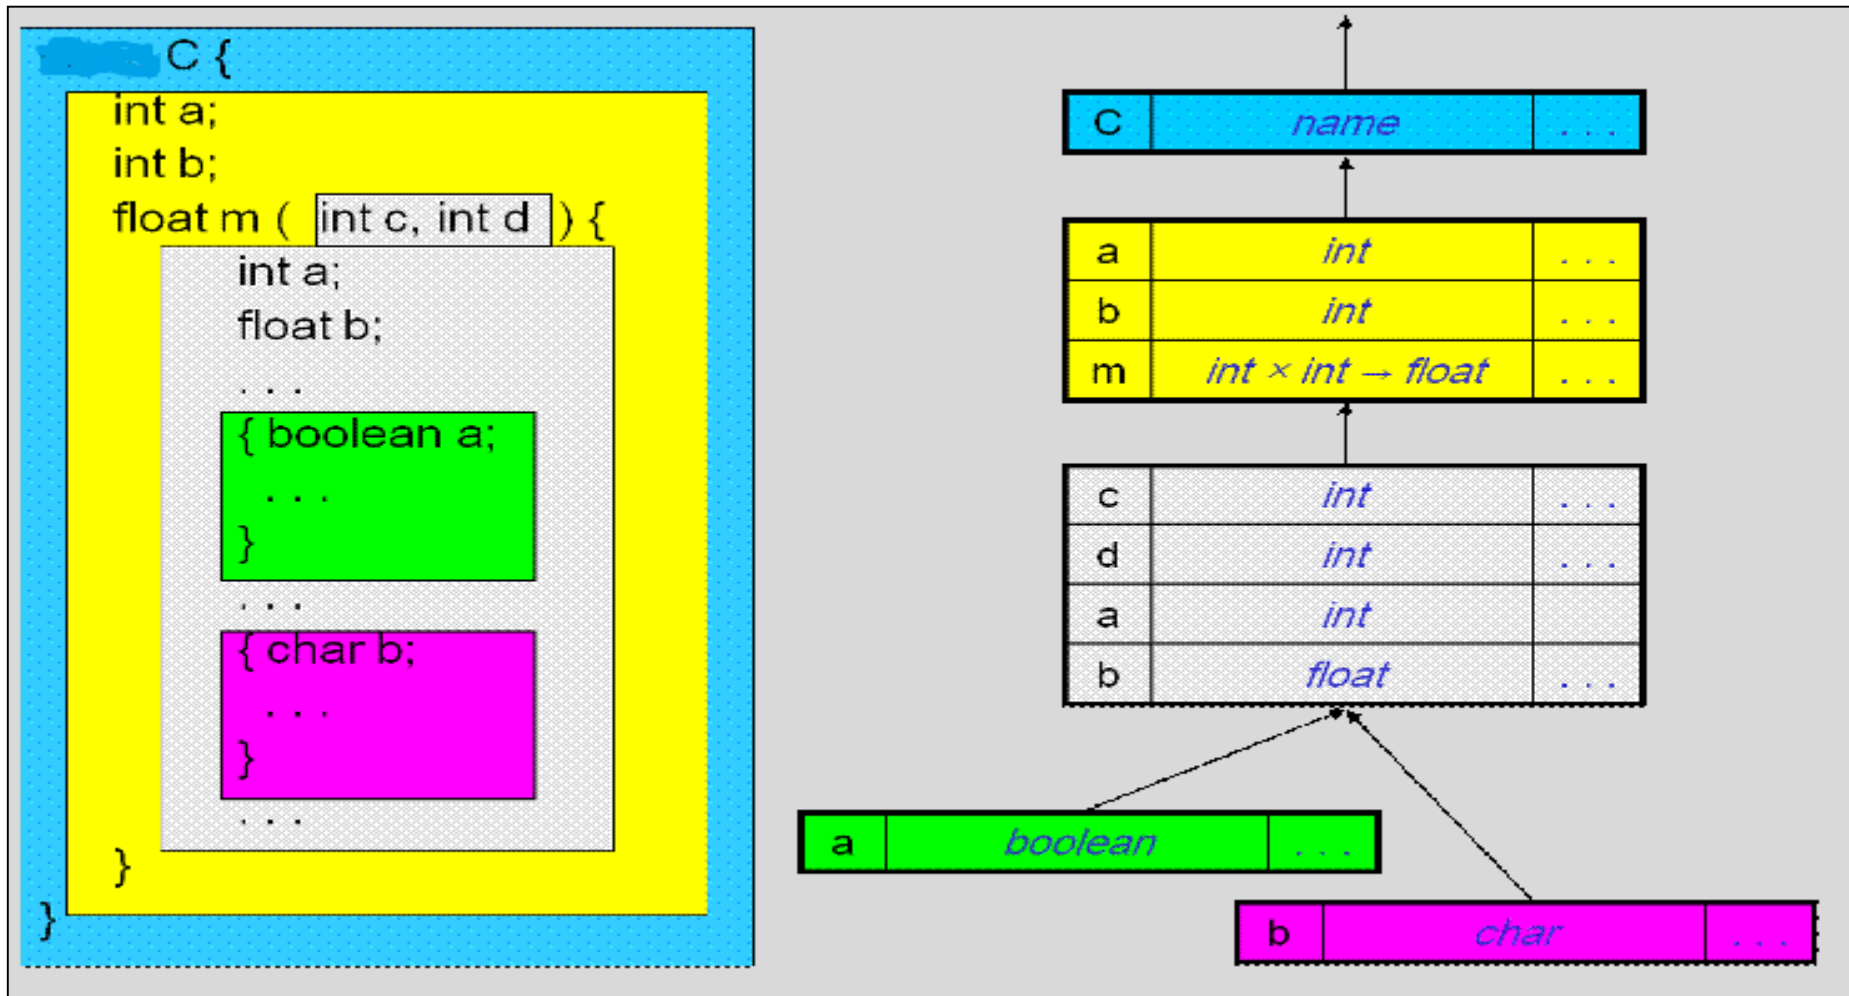 C {
int a;
int b;
float m ( int c, int d ) {
int a;
float b;
. . .
{ boolean a;
. . .
}
. . .
{ char b;
. . .
}
. . .
}
}
C name . . .
a int . . .
b int . . .
m int × int → float . . .
c int . . .
d int . . .
a int
b float . . .
a boolean . . .
b char . . .